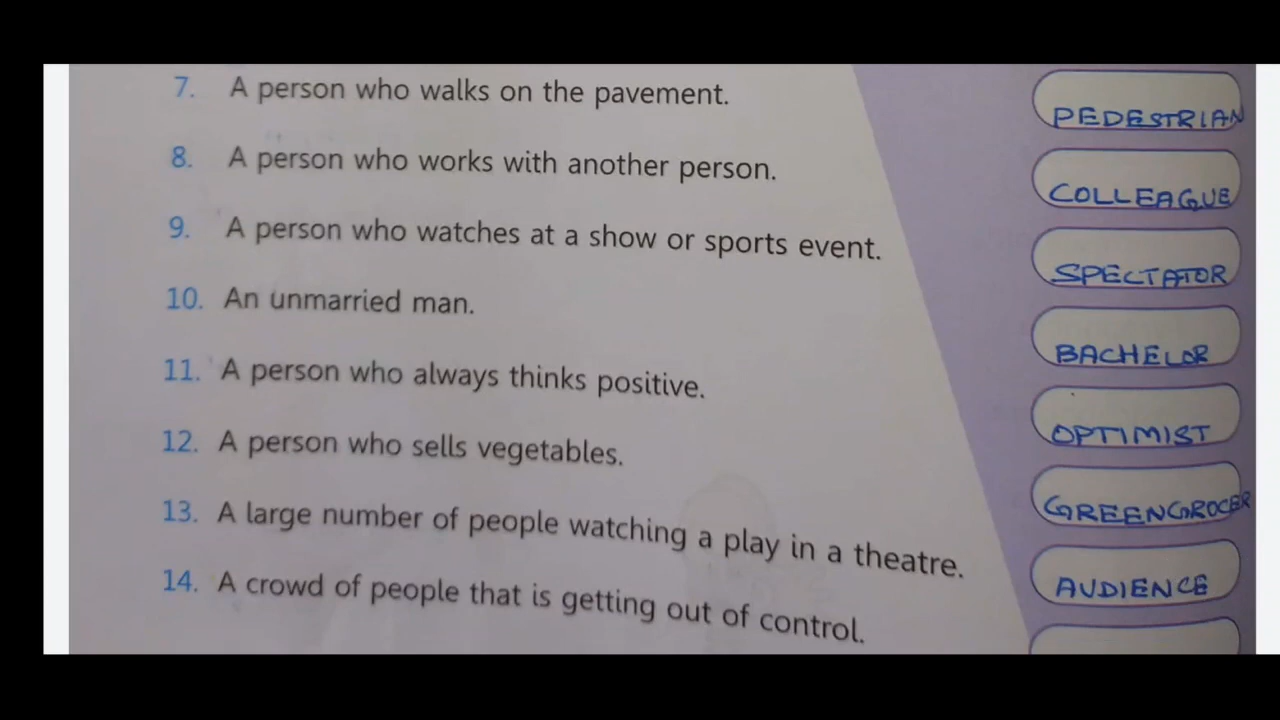 7. A person who walks on the pavement. PEDESTRIAN
8. A person who works with another person. COLLEAGUE
9. A person who watches at a show or sports event. SPECTATOR
10. An unmarried man. BACHELOR
11. A person who always thinks positive. OPTIMIST
12. A person who sells vegetables. GREENGROCER
13. A large number of people watching a play in a theatre. AUDIENCE
14. A crowd of people that is getting out of control.